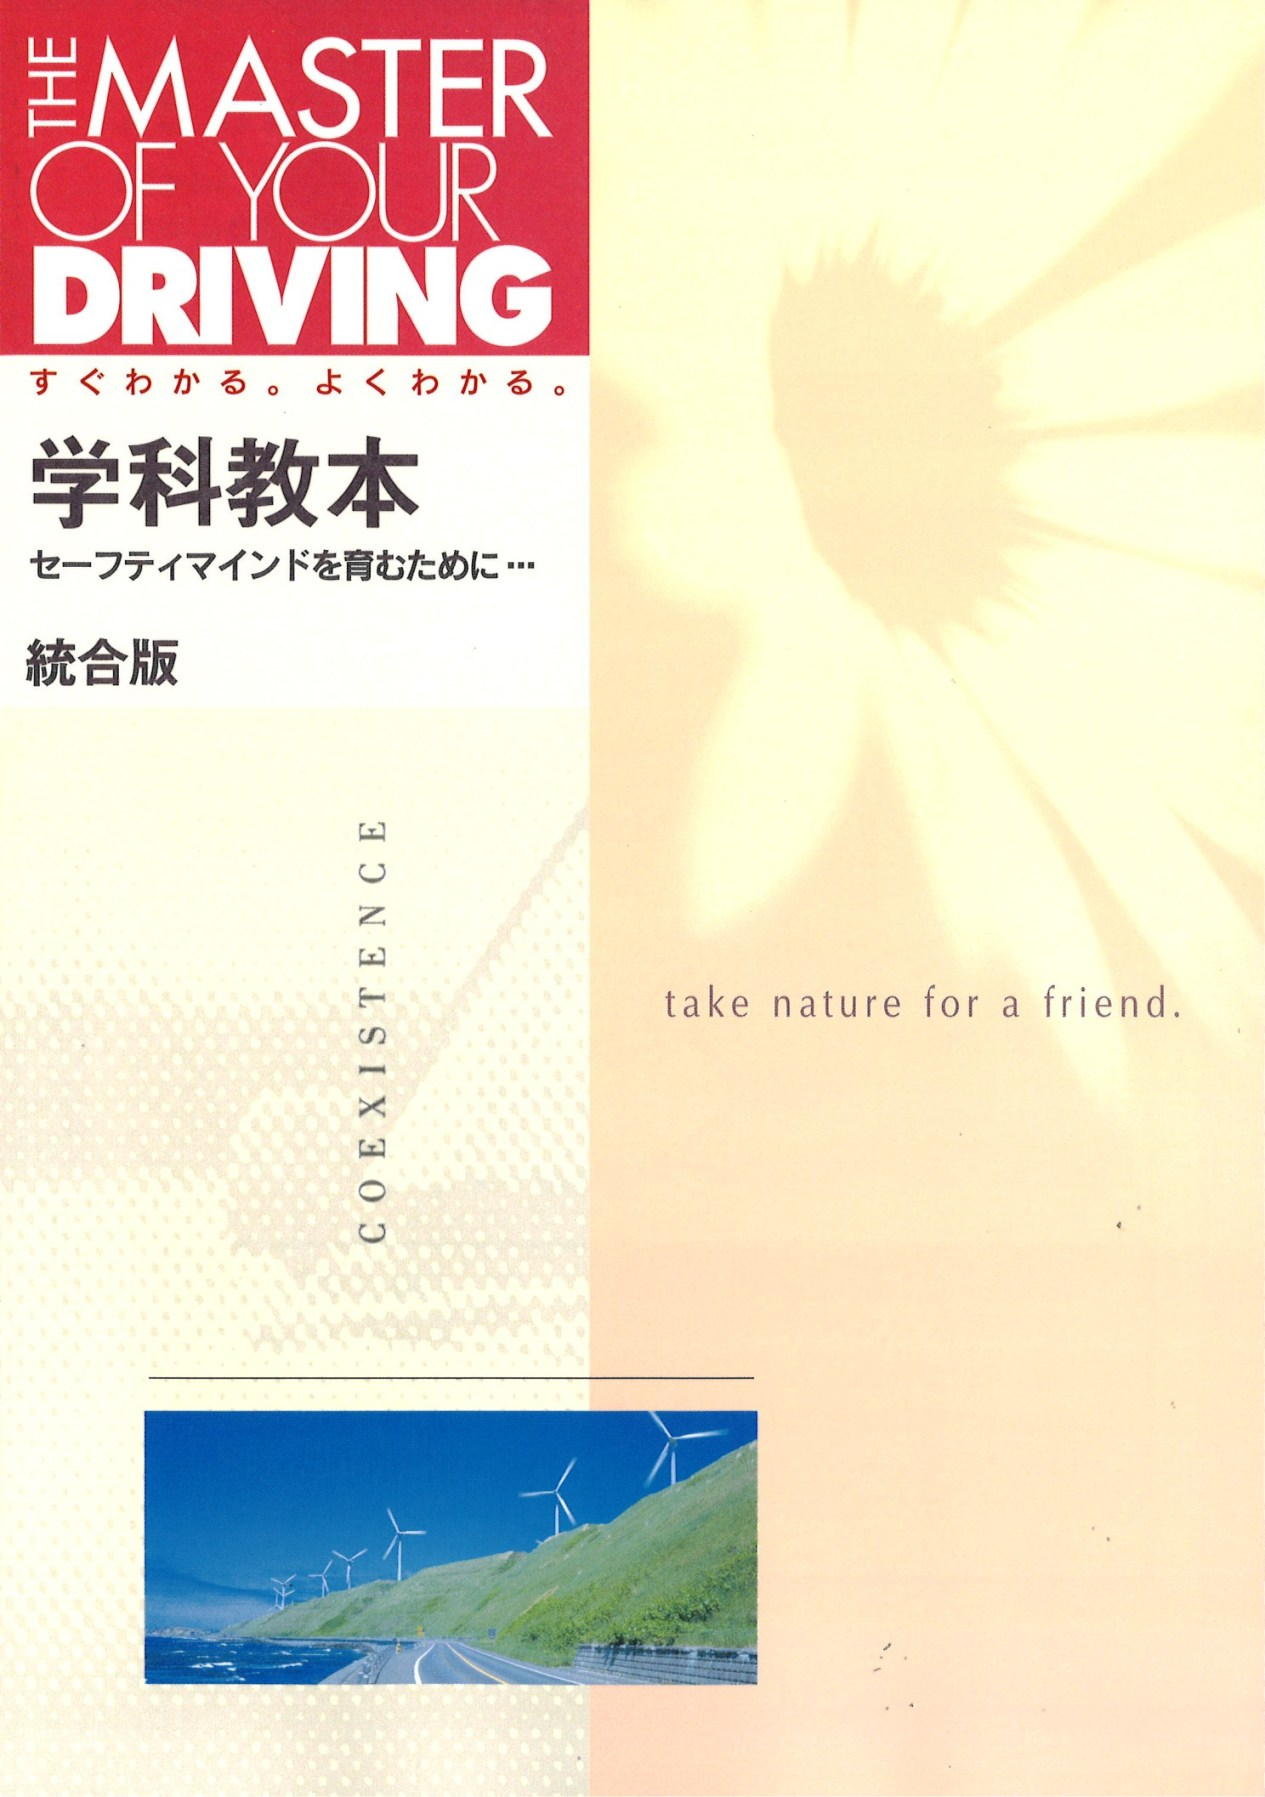 THE MASTER
OF YOUR
DRIVING
すぐわかる。よくわかる。
学科教本
セーフティマインドを育むために…
統合版
COEXISTENCE
take nature for a friend.